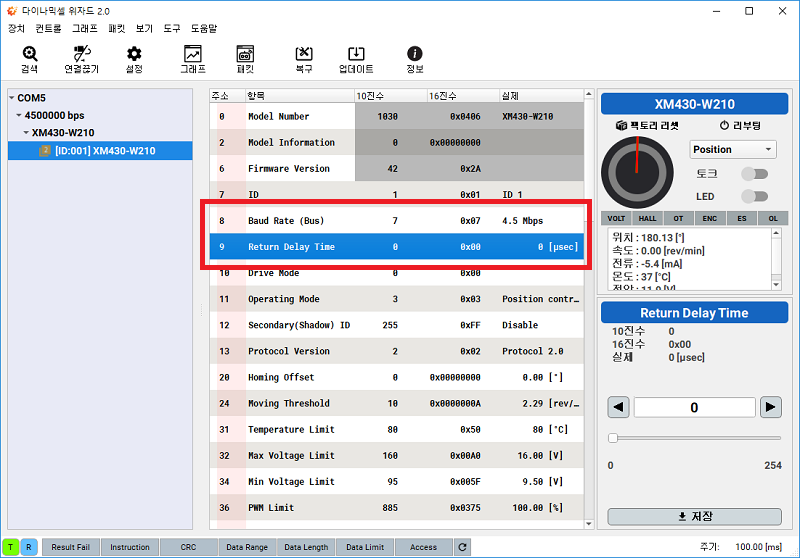 다이나믹셀 위자드 2.0
장치 컨트롤 그래프 패킷 보기 도구 도움말
검색 연결끊기 설정 그래프 패킷 복구 업데이트 정보
COM5
4500000 bps
XM430-W210
[ID:001] XM430-W210
주소 항목 10진수 16진수 실제
0 Model Number 1030 0x0406 XM430-W210
2 Model Information 0 0x00000000
6 Firmware Version 42 0x2A
7 ID 1 0x01 ID 1
8 Baud Rate (Bus) 7 0x07 4.5 Mbps
9 Return Delay Time 0 0x00 0 [μsec]
10 Drive Mode 0 0x00
11 Operating Mode 3 0x03 Position contr...
12 Secondary(Shadow) ID 255 0xFF Disable
13 Protocol Version 2 0x02 Protocol 2.0
20 Homing Offset 0 0x00000000 0.00 [°]
24 Moving Threshold 10 0x0000000A 2.29 [rev/...
31 Temperature Limit 80 0x50 80 [°C]
32 Max Voltage Limit 160 0x00A0 16.00 [V]
34 Min Voltage Limit 95 0x005F 9.50 [V]
36 PWM Limit 885 0x0375 100.00 [%]
XM430-W210
팩토리 리셋 리부팅
Position
토크
LED
VOLT HALL OT ENC ES OL
위치 : 180.13 [°]
속도 : 0.00 [rev/min]
전류 : -5.4 [mA]
온도 : 37 [°C]
전압 : 11.9 [V]
Return Delay Time
10진수 0
16진수 0x00
실제 0 [μsec]
0
0 254
저장
T R Result Fail Instruction CRC Data Range Data Length Data Limit Access 주기: 100.00 [ms]